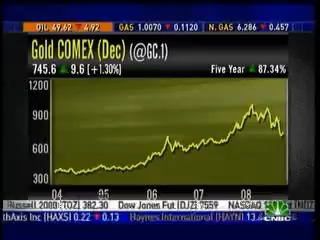 OIL 49.62 ▼ 4.92 GAS 1.0070 ▼ 0.1120 N. GAS 6.286 ▼ 0.457
Gold COMEX (Dec) (@GC.1)
745.6 ▲ 9.6 [+1.30%] Five Year ▲ 87.34%
1200
900
600
300
04 05 06 07 08
Russell 2000 [TOZ] 382.30 Dow Jones Fut [DJZ] 7555 NASDAQ
CNBC
thAxis Inc [HAXS] 0.22 ▼ 0.13 Haynes International [HAYN] 13.4